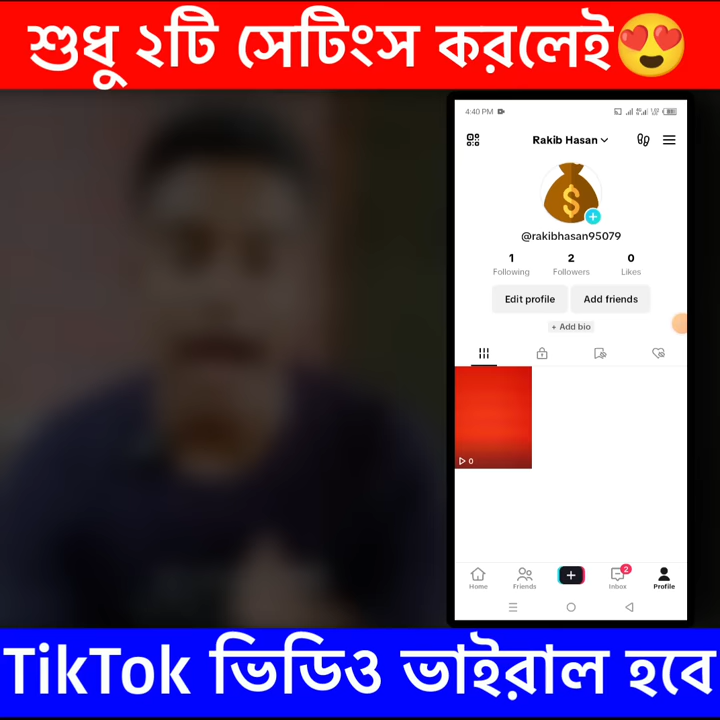 শুধু ২টি সেটিংস করলেই😍
4:40 PM
Rakib Hasan
$
@rakibhasan95079
1 2 0
Following Followers Likes
Edit profile Add friends
+ Add bio
0
2
Home Friends Inbox Profile
TikTok ভিডিও ভাইরাল হবে